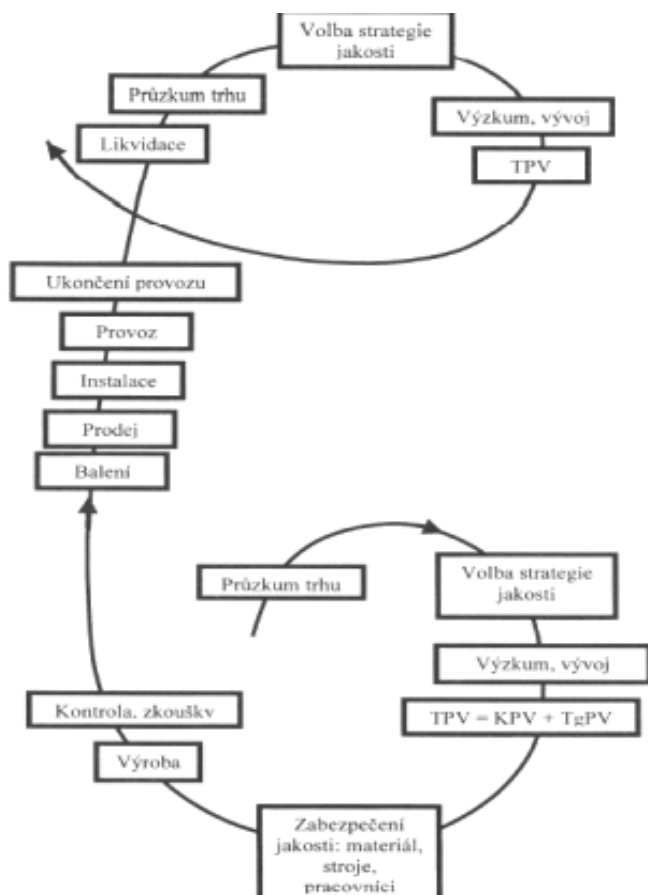 Volba strategie
jakosti
Průzkum trhu
Výzkum, vývoj
Likvidace
TPV
Ukončení provozu
Provoz
Instalace
Prodej
Balení
Průzkum trhu
Volba strategie
jakosti
Výzkum, vývoj
Kontrola, zkoušky
TPV = KPV + TgPV
Výroba
Zabezpečení
jakosti: materiál,
stroje,
pracovníci